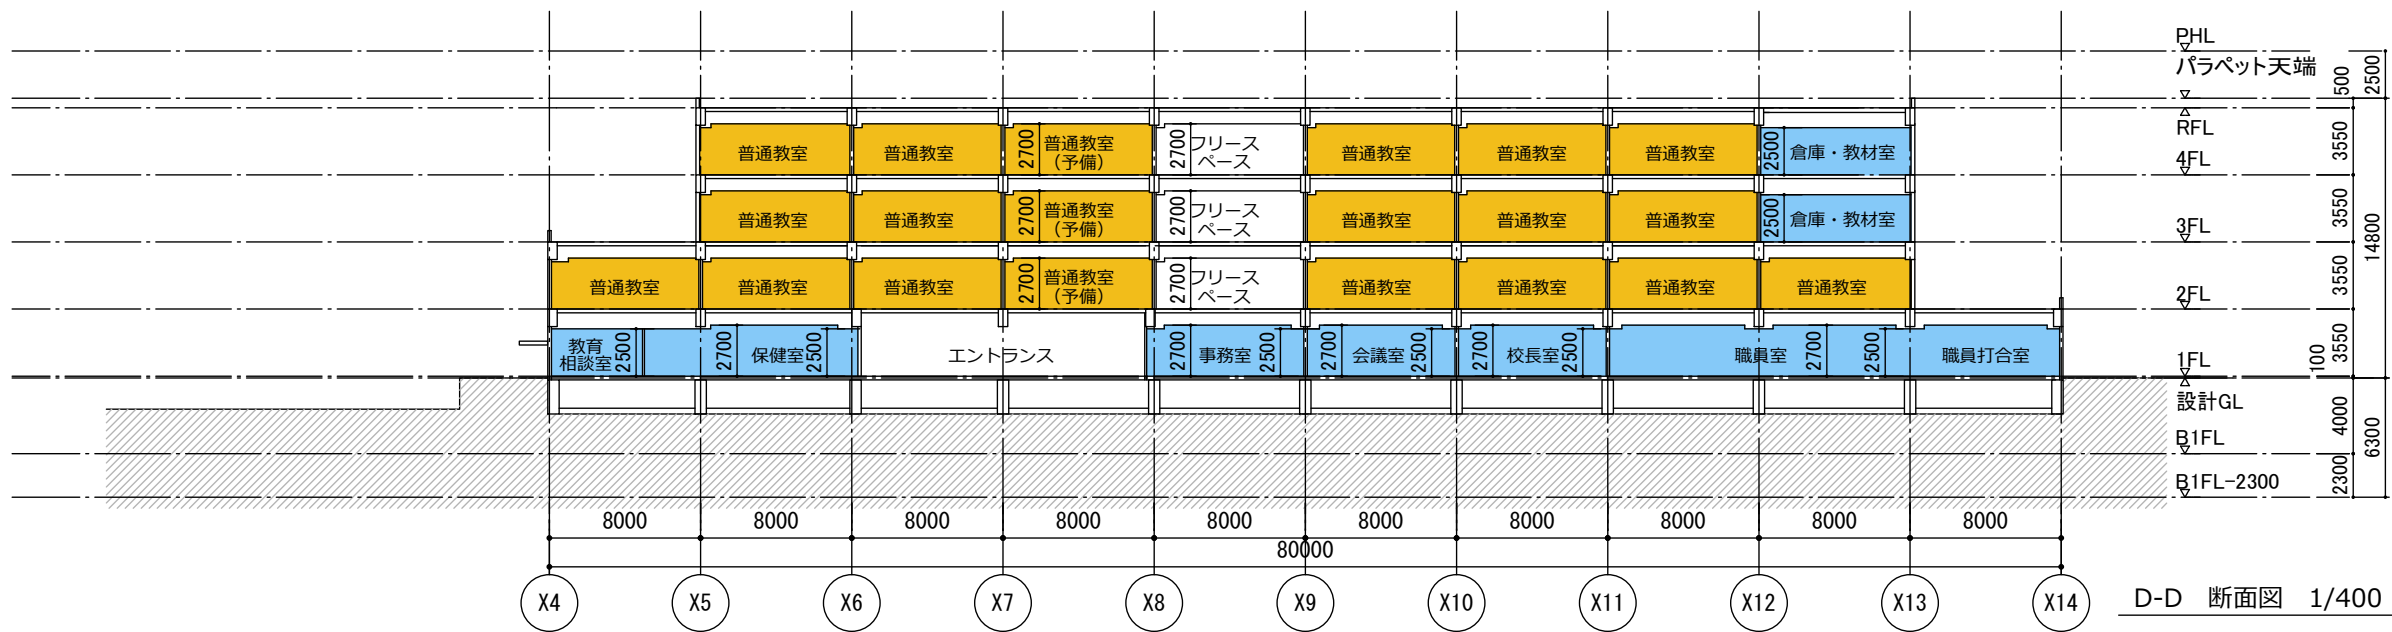 PHL
パラペット天端
500
2500
RFL
4FL
3550
普通教室
普通教室
2700
普通教室
(予備)
2700
フリース
ペース
普通教室
普通教室
普通教室
2500
倉庫・教材室
3FL
3550
14800
普通教室
普通教室
2700
普通教室
(予備)
2700
フリース
ペース
普通教室
普通教室
普通教室
2500
倉庫・教材室
2FL
3550
普通教室
普通教室
普通教室
2700
普通教室
(予備)
2700
フリース
ペース
普通教室
普通教室
普通教室
普通教室
1FL
100
3550
教育
相談室
2500
2700
保健室
2500
エントランス
2700
事務室
2500
2700
会議室
2500
2700
校長室
2500
職員室
2700
2500
職員打合室
設計GL
4000
6300
B1FL
B1FL-2300
2300
8000 8000 8000 8000 8000 8000 8000 8000 8000 8000
80000
X4 X5 X6 X7 X8 X9 X10 X11 X12 X13 X14
D-D 断面図 1/400